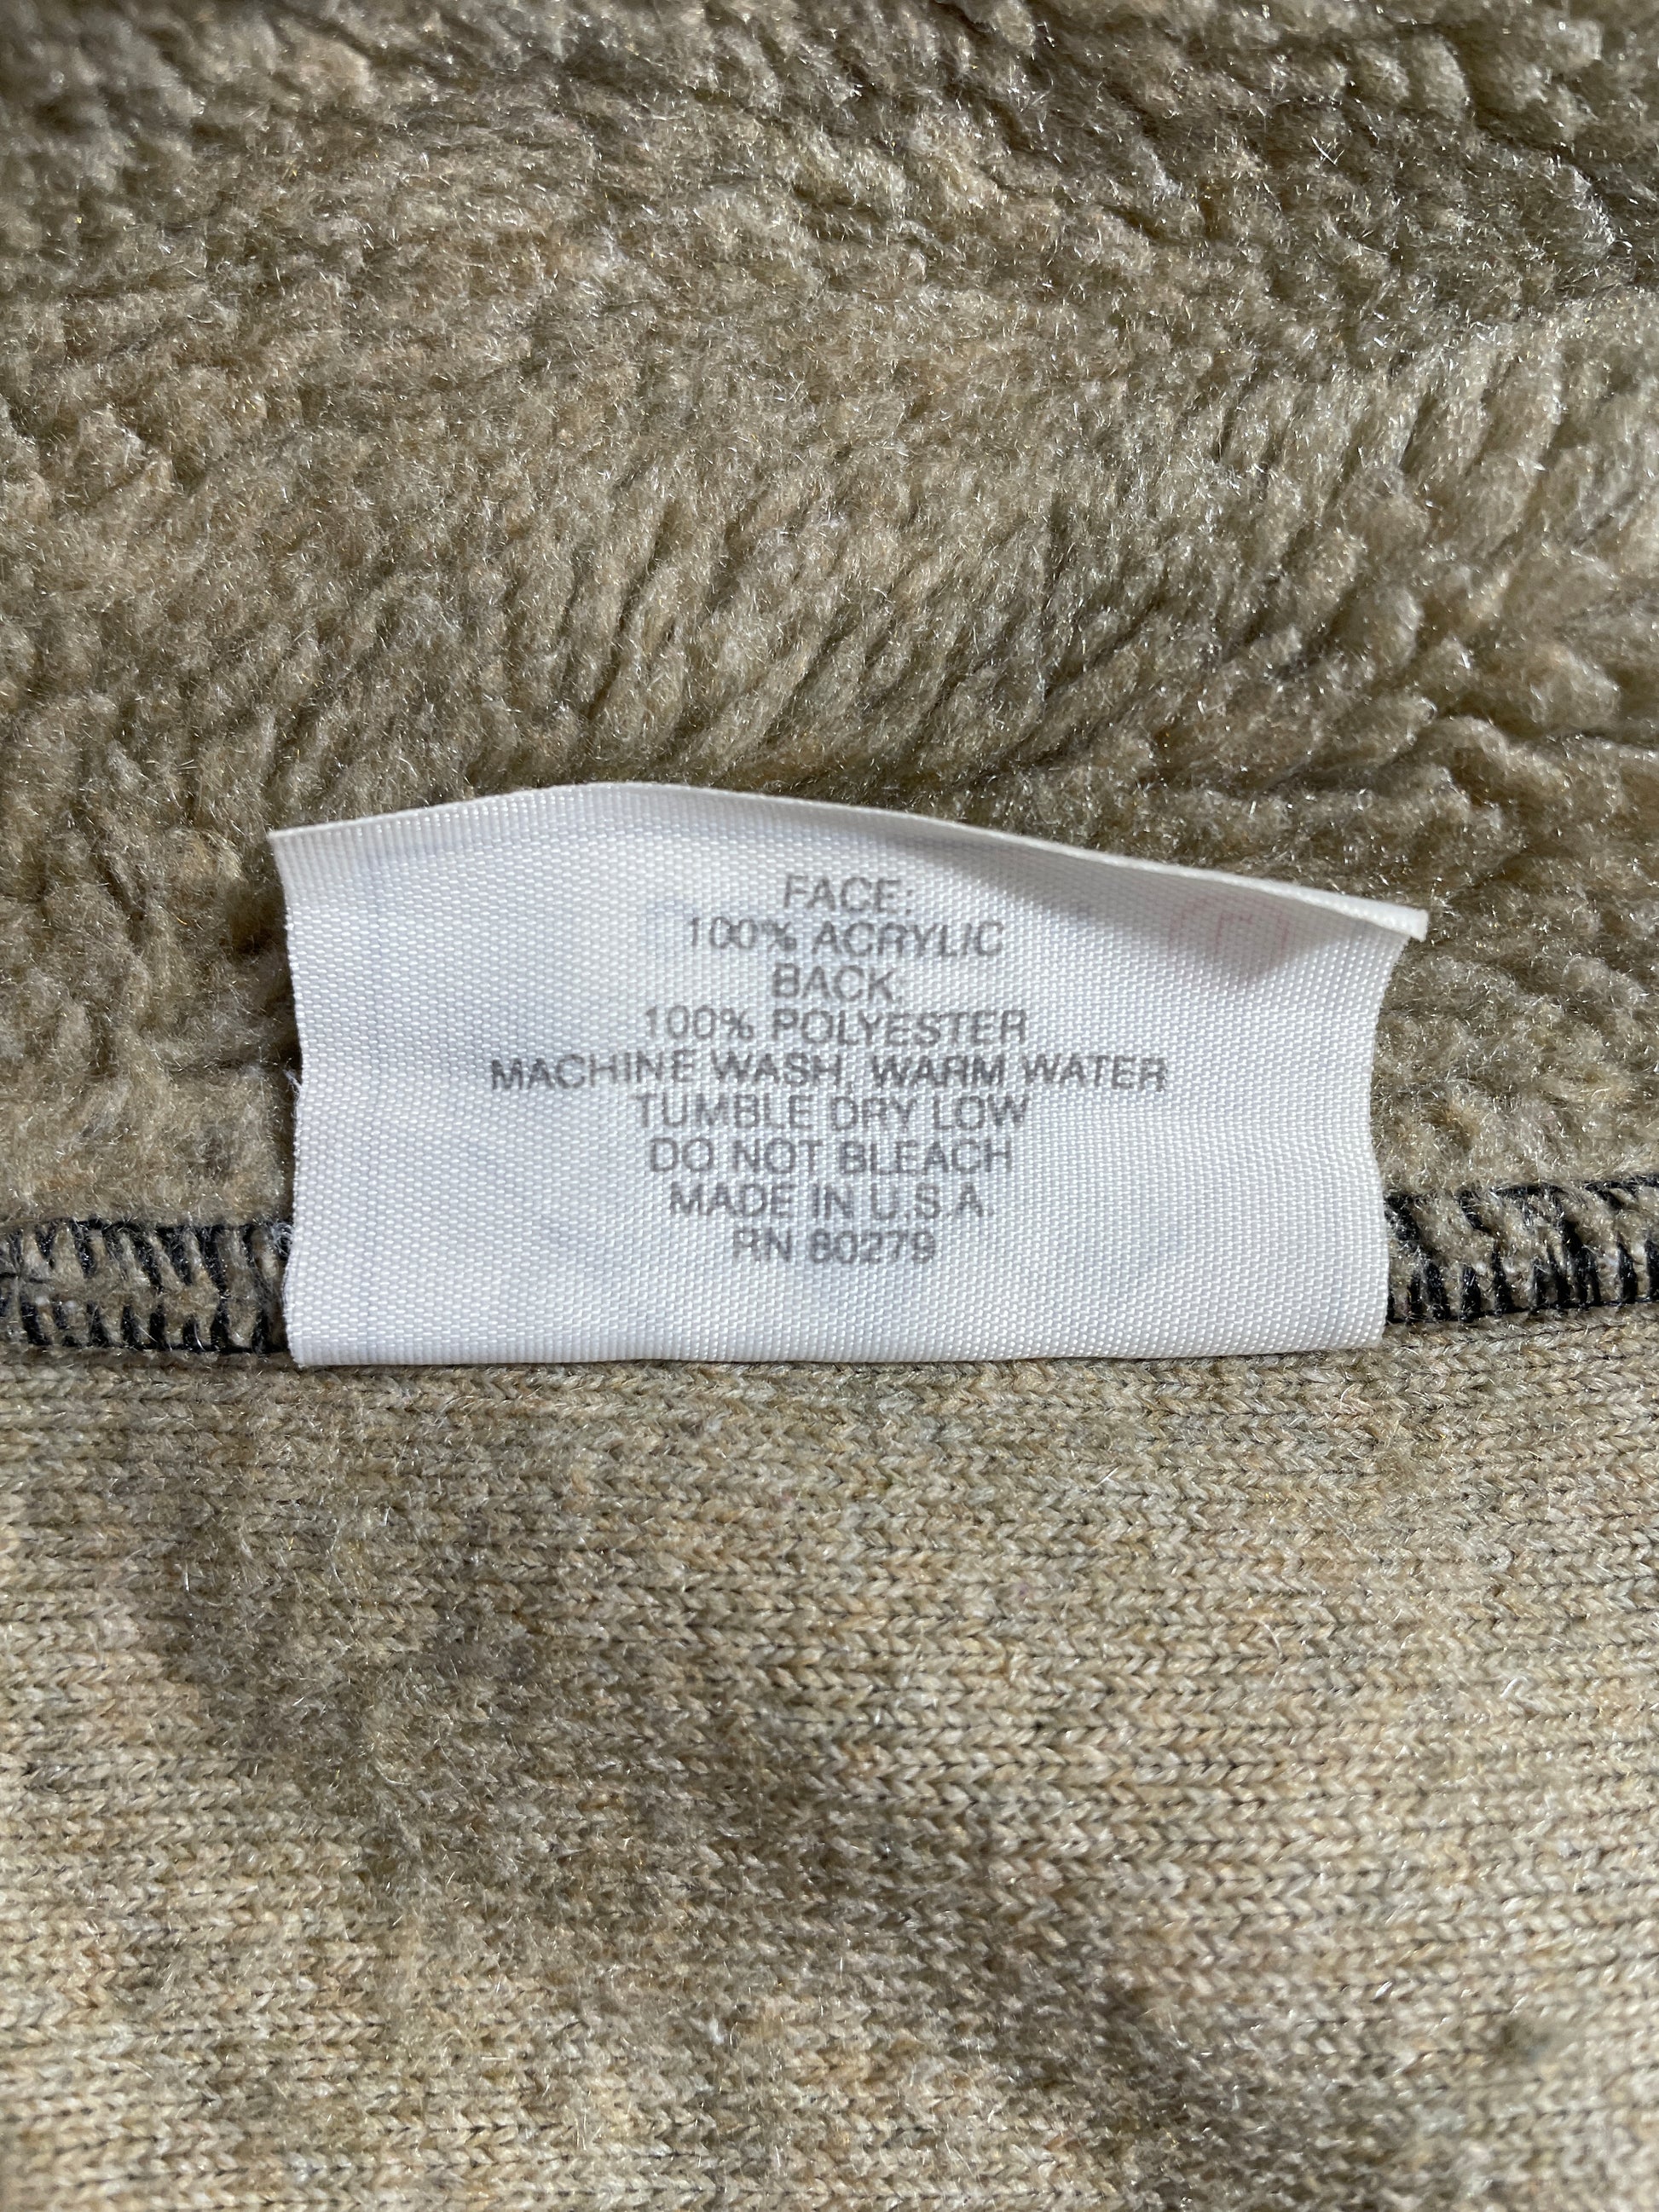 FACE:
100% ACRYLIC
BACK:
100% POLYESTER
MACHINE WASH, WARM WATER
TUMBLE DRY LOW
DO NOT BLEACH
MADE IN U.S.A.
RN 80279